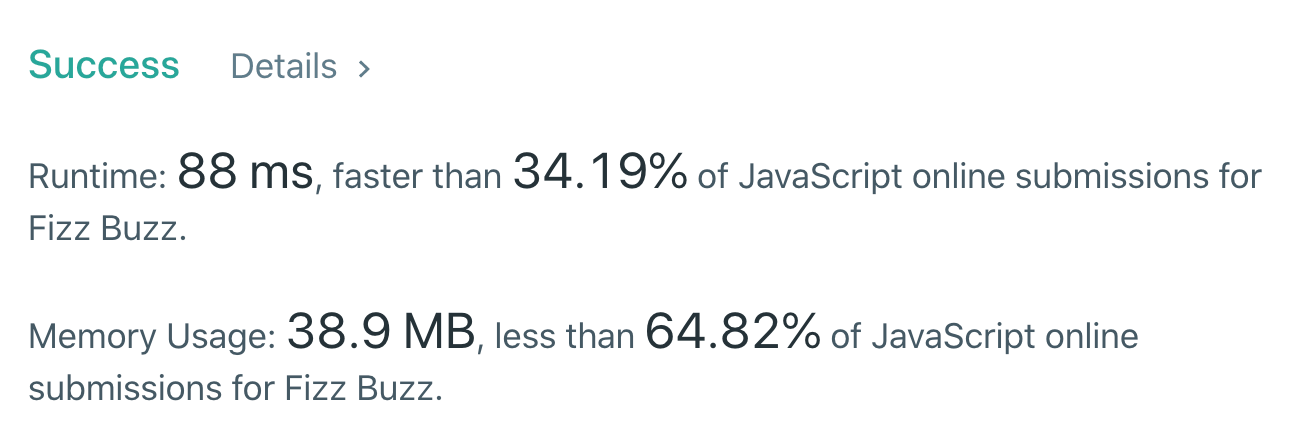 Success Details >
Runtime: 88 ms, faster than 34.19% of JavaScript online submissions for
Fizz Buzz.
Memory Usage: 38.9 MB, less than 64.82% of JavaScript online
submissions for Fizz Buzz.